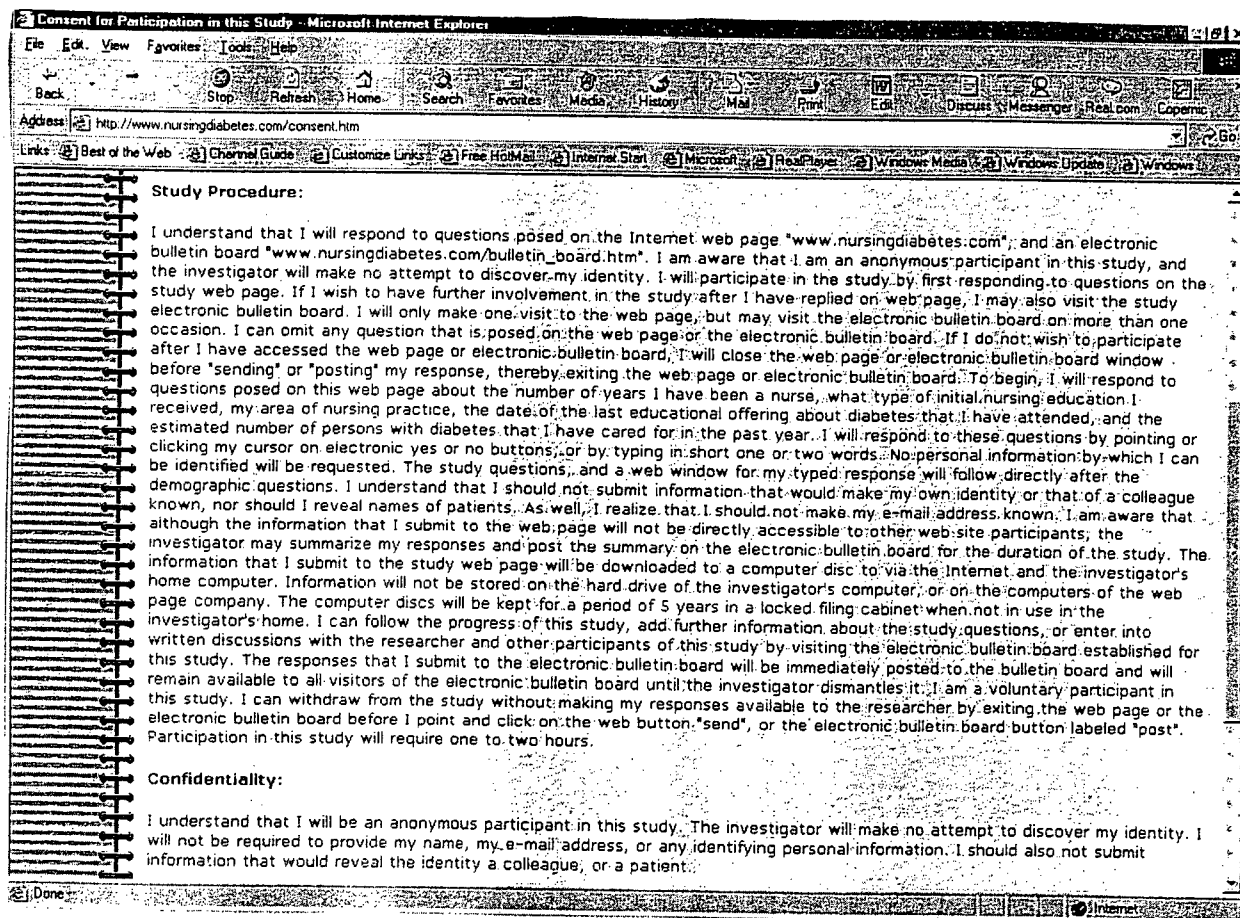 Consent for Participation in this Study - Microsoft Internet Explorer
File Edit View Favorites Tools Help
Back Stop Refresh Home Search Favorites Media History Mail Print Edit Discuss Messenger Real.com Copernic
Address http://www.nursingdiabetes.com/consent.htm Go
Links Best of the Web Channel Guide Customize Links Free HotMail Internet Start Microsoft RealPlayer Windows Media Windows Update Windows
Study Procedure:
I understand that I will respond to questions posed on the Internet web page "www.nursingdiabetes.com", and an electronic
bulletin board "www.nursingdiabetes.com/bulletin_board.htm". I am aware that I am an anonymous participant in this study, and
the investigator will make no attempt to discover my identity. I will participate in the study by first responding to questions on the
study web page. If I wish to have further involvement in the study after I have replied on web page, I may also visit the study
electronic bulletin board. I will only make one visit to the web page, but may visit the electronic bulletin board on more than one
occasion. I can omit any question that is posed on the web page or the electronic bulletin board. If I do not wish to participate
after I have accessed the web page or electronic bulletin board, I will close the web page or electronic bulletin board window
before "sending" or "posting" my response, thereby exiting the web page or electronic bulletin board. To begin, I will respond to
questions posed on this web page about the number of years I have been a nurse, what type of initial nursing education I
received, my area of nursing practice, the date of the last educational offering about diabetes that I have attended, and the
estimated number of persons with diabetes that I have cared for in the past year. I will respond to these questions by pointing or
clicking my cursor on electronic yes or no buttons, or by typing in short one or two words. No personal information by which I can
be identified will be requested. The study questions, and a web window for my typed response will follow directly after the
demographic questions. I understand that I should not submit information that would make my own identity or that of a colleague
known, nor should I reveal names of patients. As well, I realize that I should not make my e-mail address known. I am aware that
although the information that I submit to the web page will not be directly accessible to other web site participants, the
investigator may summarize my responses and post the summary on the electronic bulletin board for the duration of the study. The
information that I submit to the study web page will be downloaded to a computer disc to via the Internet and the investigator's
home computer. Information will not be stored on the hard drive of the investigator's computer, or on the computers of the web
page company. The computer discs will be kept for a period of 5 years in a locked filing cabinet when not in use in the
investigator's home. I can follow the progress of this study, add further information about the study questions, or enter into
written discussions with the researcher and other participants of this study by visiting the electronic bulletin board established for
this study. The responses that I submit to the electronic bulletin board will be immediately posted to the bulletin board and will
remain available to all visitors of the electronic bulletin board until the investigator dismantles it. I am a voluntary participant in
this study. I can withdraw from the study without making my responses available to the researcher by exiting the web page or the
electronic bulletin board before I point and click on the web button "send", or the electronic bulletin board button labeled "post".
Participation in this study will require one to two hours.
Confidentiality:
I understand that I will be an anonymous participant in this study. The investigator will make no attempt to discover my identity. I
will not be required to provide my name, my e-mail address, or any identifying personal information. I should also not submit
information that would reveal the identity a colleague, or a patient.
Done Internet